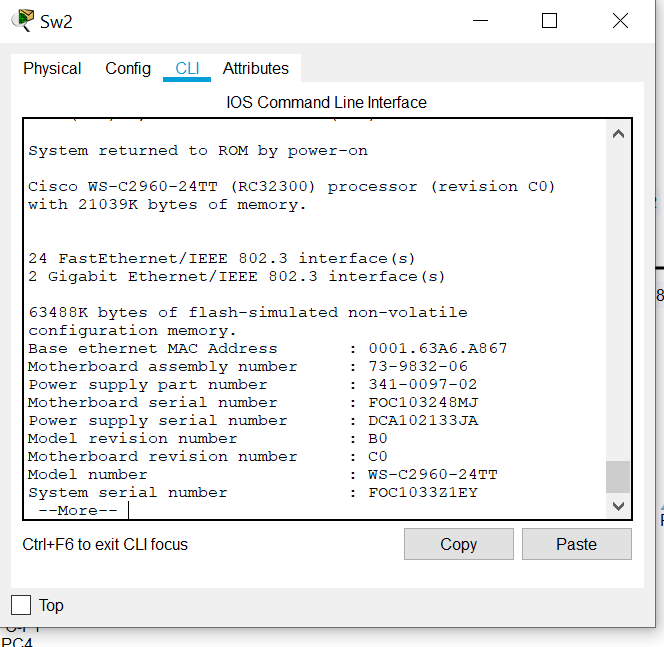 Sw2
Physical Config CLI Attributes
IOS Command Line Interface
System returned to ROM by power-on
Cisco WS-C2960-24TT (RC32300) processor (revision C0)
with 21039K bytes of memory.
24 FastEthernet/IEEE 802.3 interface(s)
2 Gigabit Ethernet/IEEE 802.3 interface(s)
63488K bytes of flash-simulated non-volatile
configuration memory.
Base ethernet MAC Address : 0001.63A6.A867
Motherboard assembly number : 73-9832-06
Power supply part number : 341-0097-02
Motherboard serial number : FOC103248MJ
Power supply serial number : DCA102133JA
Model revision number : B0
Motherboard revision number : C0
Model number : WS-C2960-24TT
System serial number : FOC1033Z1EY
--More--
Ctrl+F6 to exit CLI focus
Copy Paste
Top
PC4
8